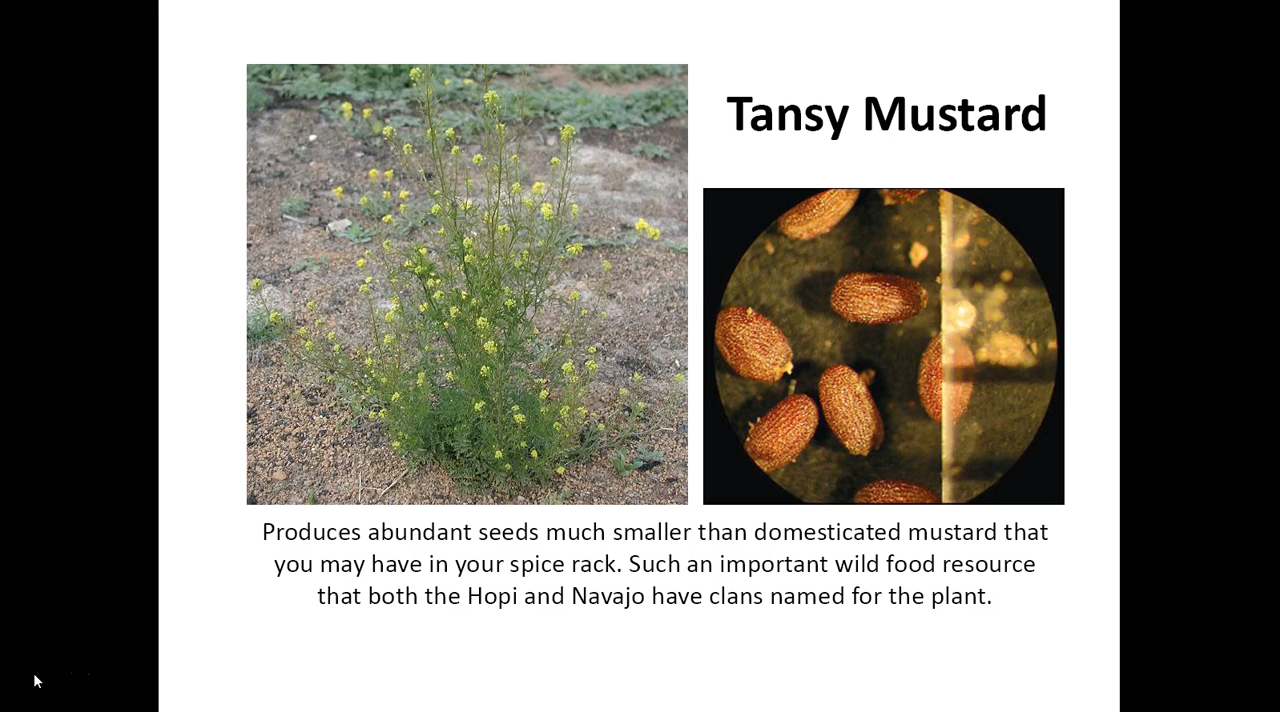 Tansy Mustard
Produces abundant seeds much smaller than domesticated mustard that
you may have in your spice rack. Such an important wild food resource
that both the Hopi and Navajo have clans named for the plant.